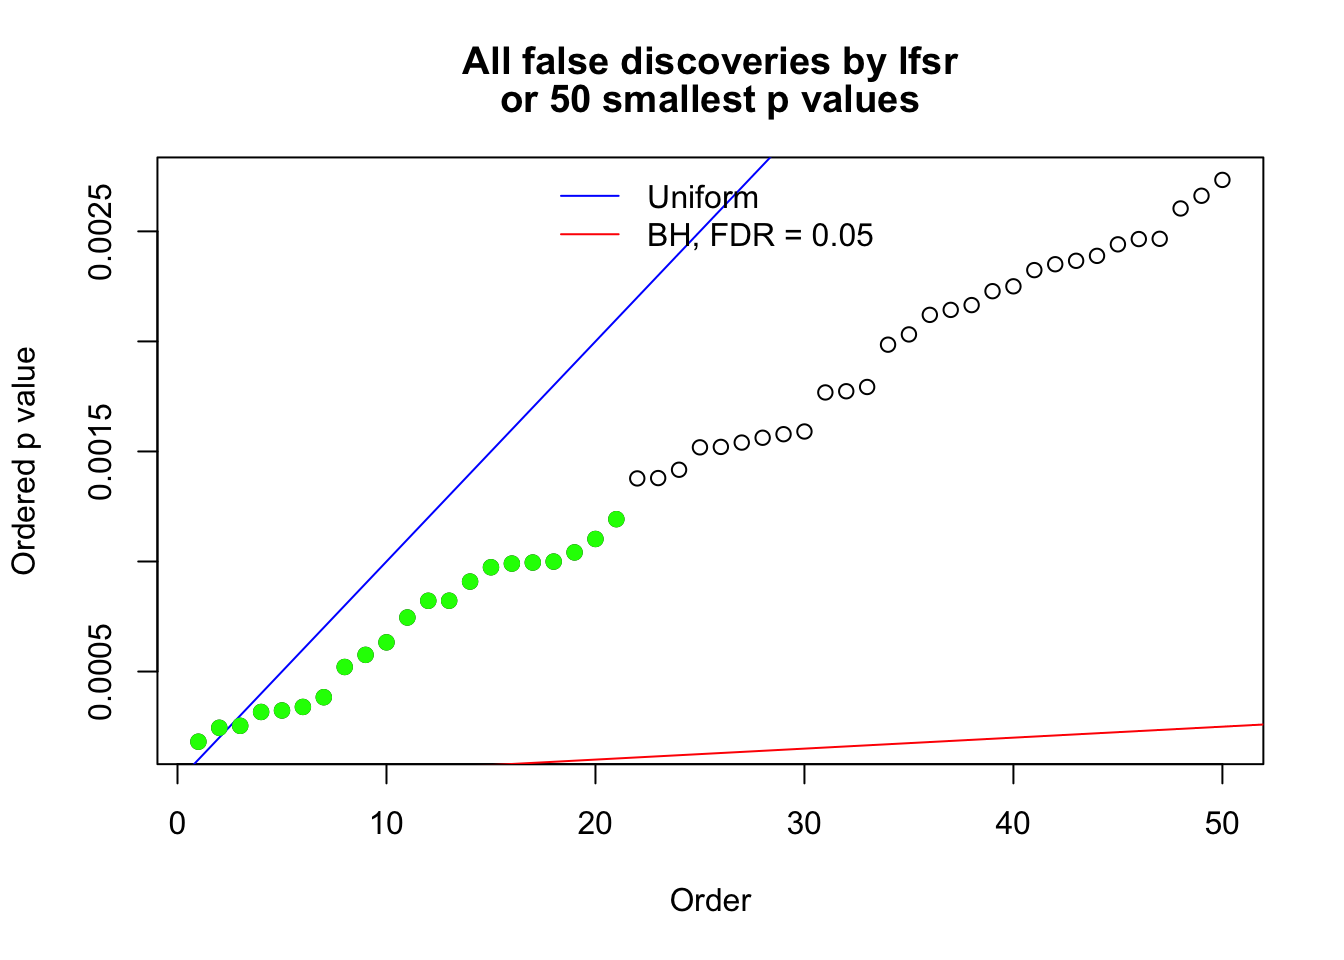 All false discoveries by lfsr
or 50 smallest p values
Uniform
BH, FDR = 0.05
0.0025
0.0015
0.0005
Ordered p value
0 10 20 30 40 50
Order